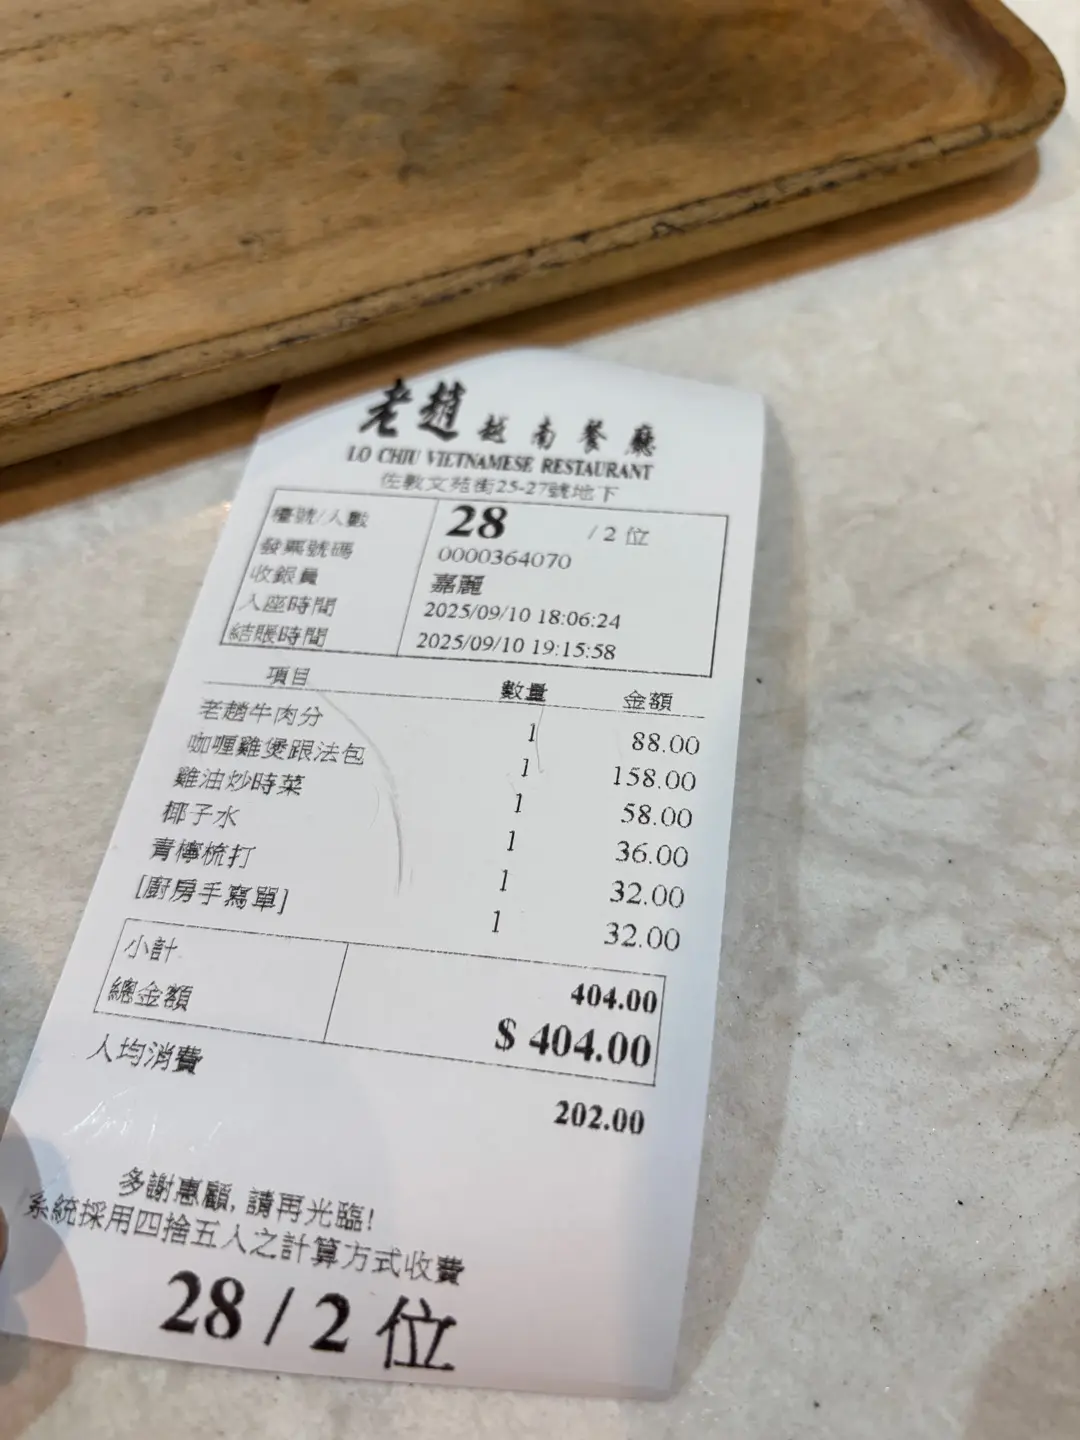 老趙越南餐廳
LO CHIU VIETNAMESE RESTAURANT
佐敦文苑街25-27號地下
檯號/人數 28 / 2 位
發票號碼 0000364070
收銀員 嘉麗
入座時間 2025/09/10 18:06:24
結賬時間 2025/09/10 19:15:58
項目 數量 金額
老趙牛肉分 1 88.00
咖喱雞煲跟法包 1 158.00
雞油炒時菜 1 58.00
椰子水 1 36.00
青檸梳打 1 32.00
[廚房手寫單] 1 32.00
小計 404.00
總金額 $ 404.00
人均消費 202.00
多謝惠顧, 請再光臨!
系統採用四捨五入之計算方式收費
28 / 2 位